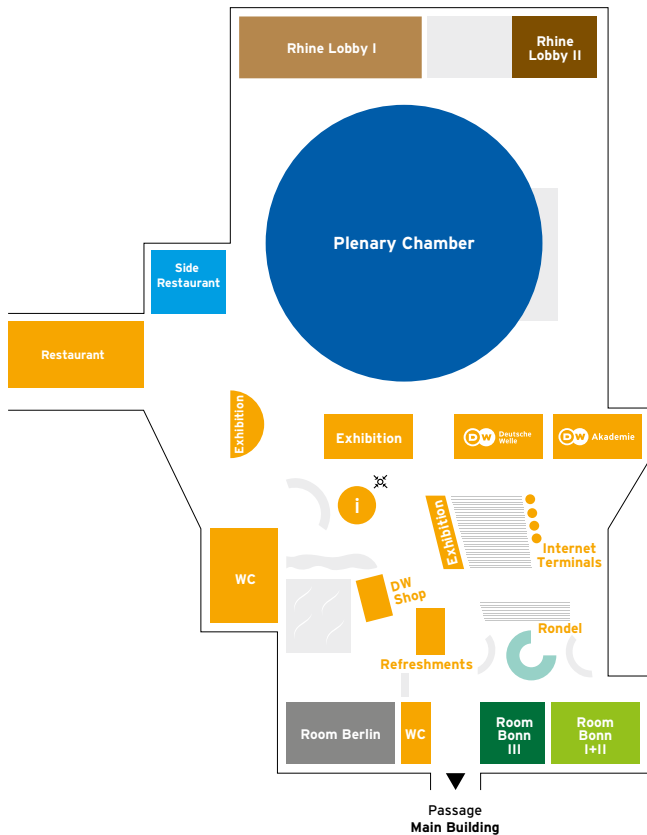 Rhine Lobby I
Rhine
Lobby II
Plenary Chamber
Side
Restaurant
Restaurant
Exhibition
Exhibition
DW Deutsche
Welle
DW Akademie
i
Exhibition
Internet
Terminals
WC
DW
Shop
Rondel
Refreshments
Room Berlin
WC
Room
Bonn
III
Room
Bonn
I+II
Passage
Main Building